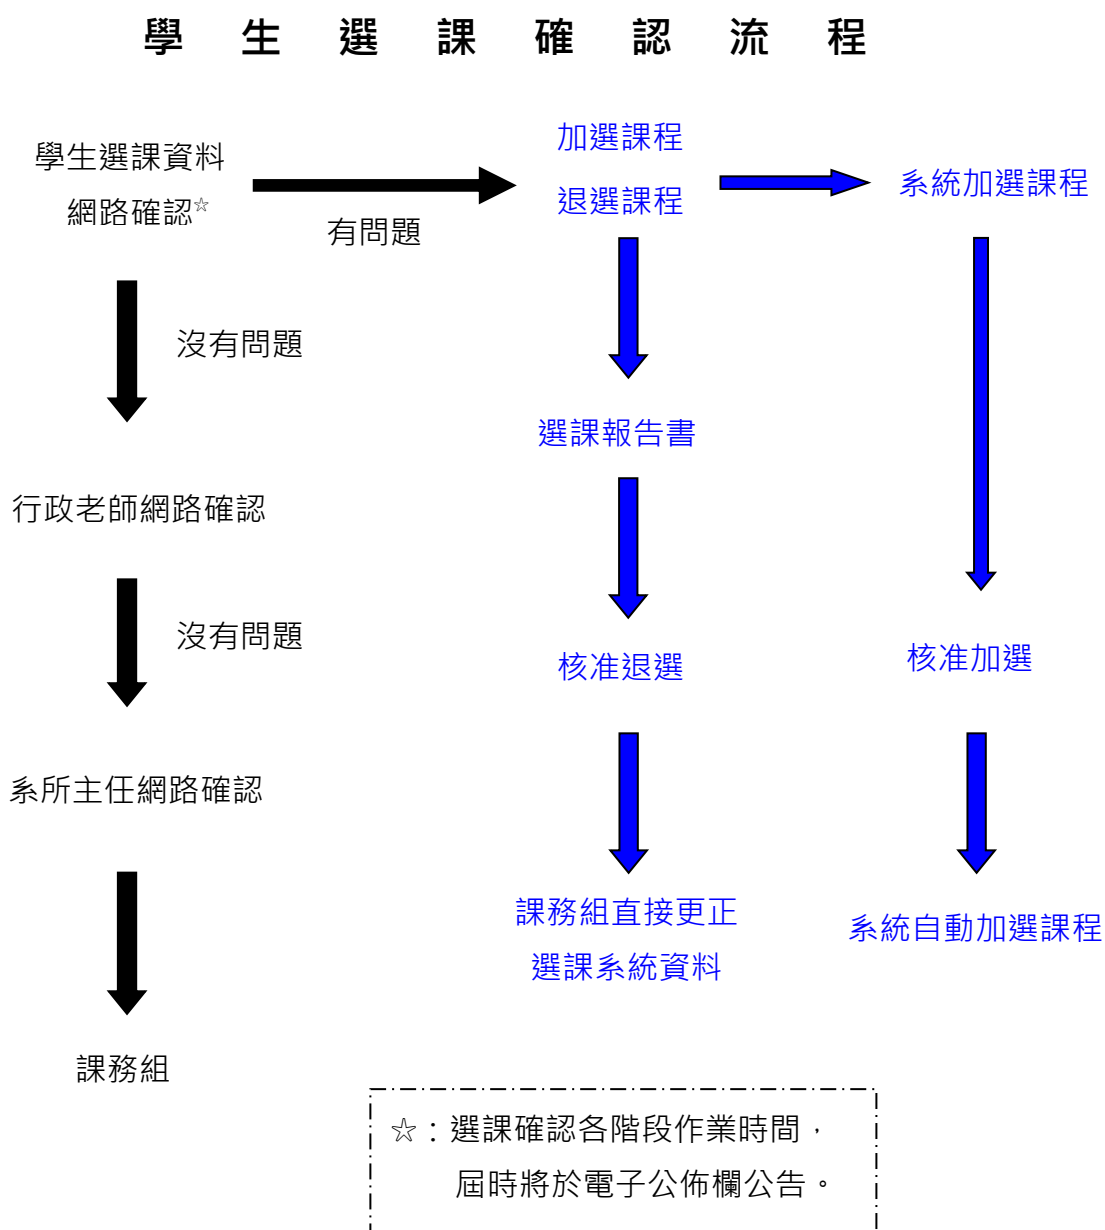 學生選課確認流程
學生選課資料
網路確認☆
有問題
加選課程
退選課程
系統加選課程
沒有問題
選課報告書
行政老師網路確認
沒有問題
核准退選
核准加選
系所主任網路確認
課務組直接更正
選課系統資料
系統自動加選課程
課務組
☆：選課確認各階段作業時間，
屆時將於電子公佈欄公告。